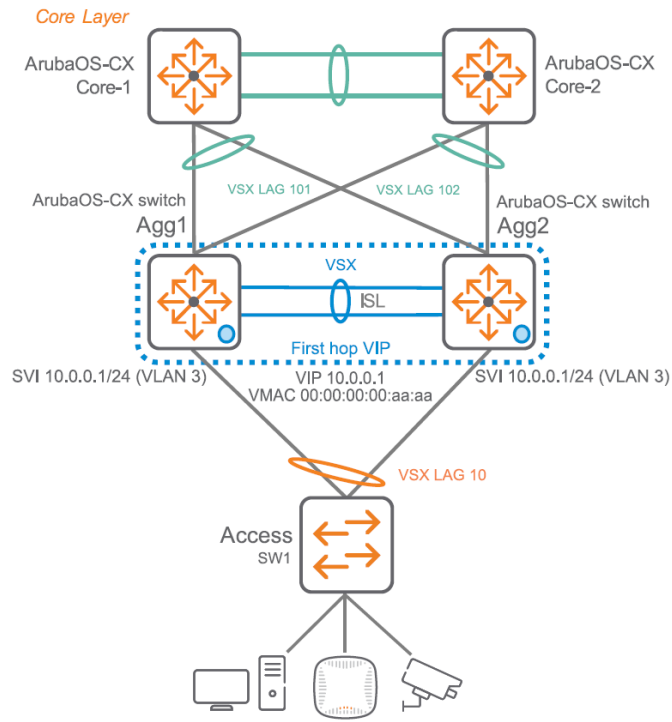 Core Layer
ArubaOS-CX
Core-1
ArubaOS-CX
Core-2
VSX LAG 101
VSX LAG 102
ArubaOS-CX switch
Agg1
ArubaOS-CX switch
Agg2
VSX
ISL
First hop VIP
SVI 10.0.0.1/24 (VLAN 3)
VIP 10.0.0.1
VMAC 00:00:00:00:aa:aa
SVI 10.0.0.1/24 (VLAN 3)
VSX LAG 10
Access
SW1